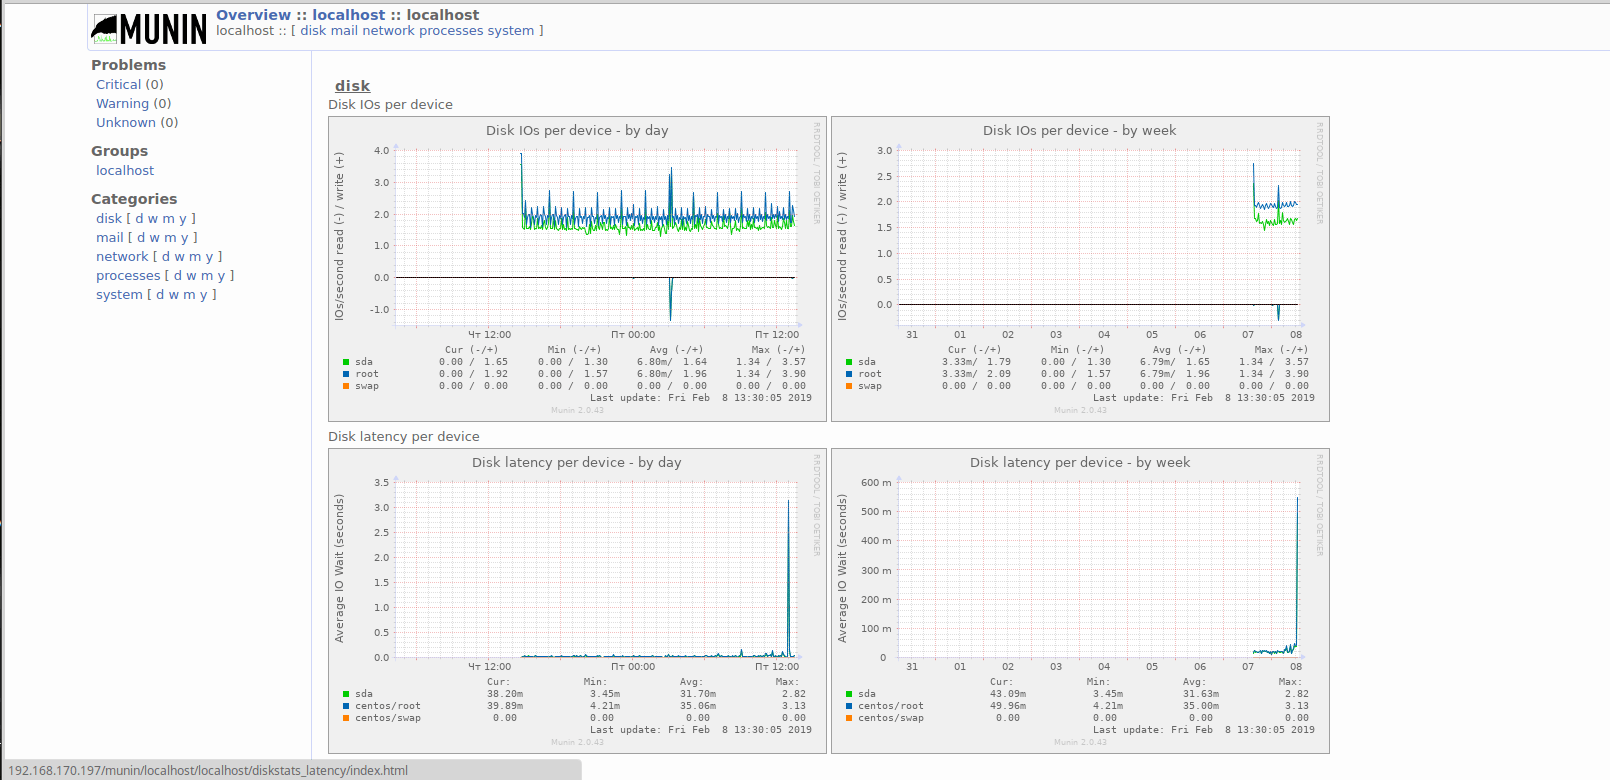 MUNIN
Overview :: localhost :: localhost
localhost :: [ disk mail network processes system ]
Problems
Critical (0)
Warning (0)
Unknown (0)
Groups
localhost
Categories
disk [ d w m y ]
mail [ d w m y ]
network [ d w m y ]
processes [ d w m y ]
system [ d w m y ]
disk
Disk IOs per device
Disk IOs per device - by day
RRDTOOL / TOBI OETIKER
IOs/second read (-) / write (+)
4.0
3.0
2.0
1.0
0.0
-1.0
Чт 12:00 Пт 00:00 Пт 12:00
Cur (-/+) Min (-/+) Avg (-/+) Max (-/+)
sda 0.00 / 1.65 0.00 / 1.30 6.80m/ 1.64 1.34 / 3.57
root 0.00 / 1.92 0.00 / 1.57 6.80m/ 1.96 1.34 / 3.90
swap 0.00 / 0.00 0.00 / 0.00 0.00 / 0.00 0.00 / 0.00
Last update: Fri Feb 8 13:30:05 2019
Munin 2.0.43
Disk IOs per device - by week
RRDTOOL / TOBI OETIKER
IOs/second read (-) / write (+)
3.0
2.5
2.0
1.5
1.0
0.5
0.0
31 01 02 03 04 05 06 07 08
Cur (-/+) Min (-/+) Avg (-/+) Max (-/+)
sda 3.33m/ 1.79 0.00 / 1.30 6.79m/ 1.65 1.34 / 3.57
root 3.33m/ 2.09 0.00 / 1.57 6.79m/ 1.96 1.34 / 3.90
swap 0.00 / 0.00 0.00 / 0.00 0.00 / 0.00 0.00 / 0.00
Last update: Fri Feb 8 13:30:05 2019
Munin 2.0.43
Disk latency per device
Disk latency per device - by day
RRDTOOL / TOBI OETIKER
Average IO Wait (seconds)
3.5
3.0
2.5
2.0
1.5
1.0
0.5
0.0
Чт 12:00 Пт 00:00 Пт 12:00
Cur: Min: Avg: Max:
sda 38.20m 3.45m 31.70m 2.82
centos/root 39.89m 4.21m 35.06m 3.13
centos/swap 0.00 0.00 0.00 0.00
Last update: Fri Feb 8 13:30:05 2019
Munin 2.0.43
Disk latency per device - by week
RRDTOOL / TOBI OETIKER
Average IO Wait (seconds)
600 m
500 m
400 m
300 m
200 m
100 m
0
31 01 02 03 04 05 06 07 08
Cur: Min: Avg: Max:
sda 43.09m 3.45m 31.63m 2.82
centos/root 49.96m 4.21m 35.00m 3.13
centos/swap 0.00 0.00 0.00 0.00
Last update: Fri Feb 8 13:30:05 2019
Munin 2.0.43
192.168.170.197/munin/localhost/localhost/diskstats_latency/index.html